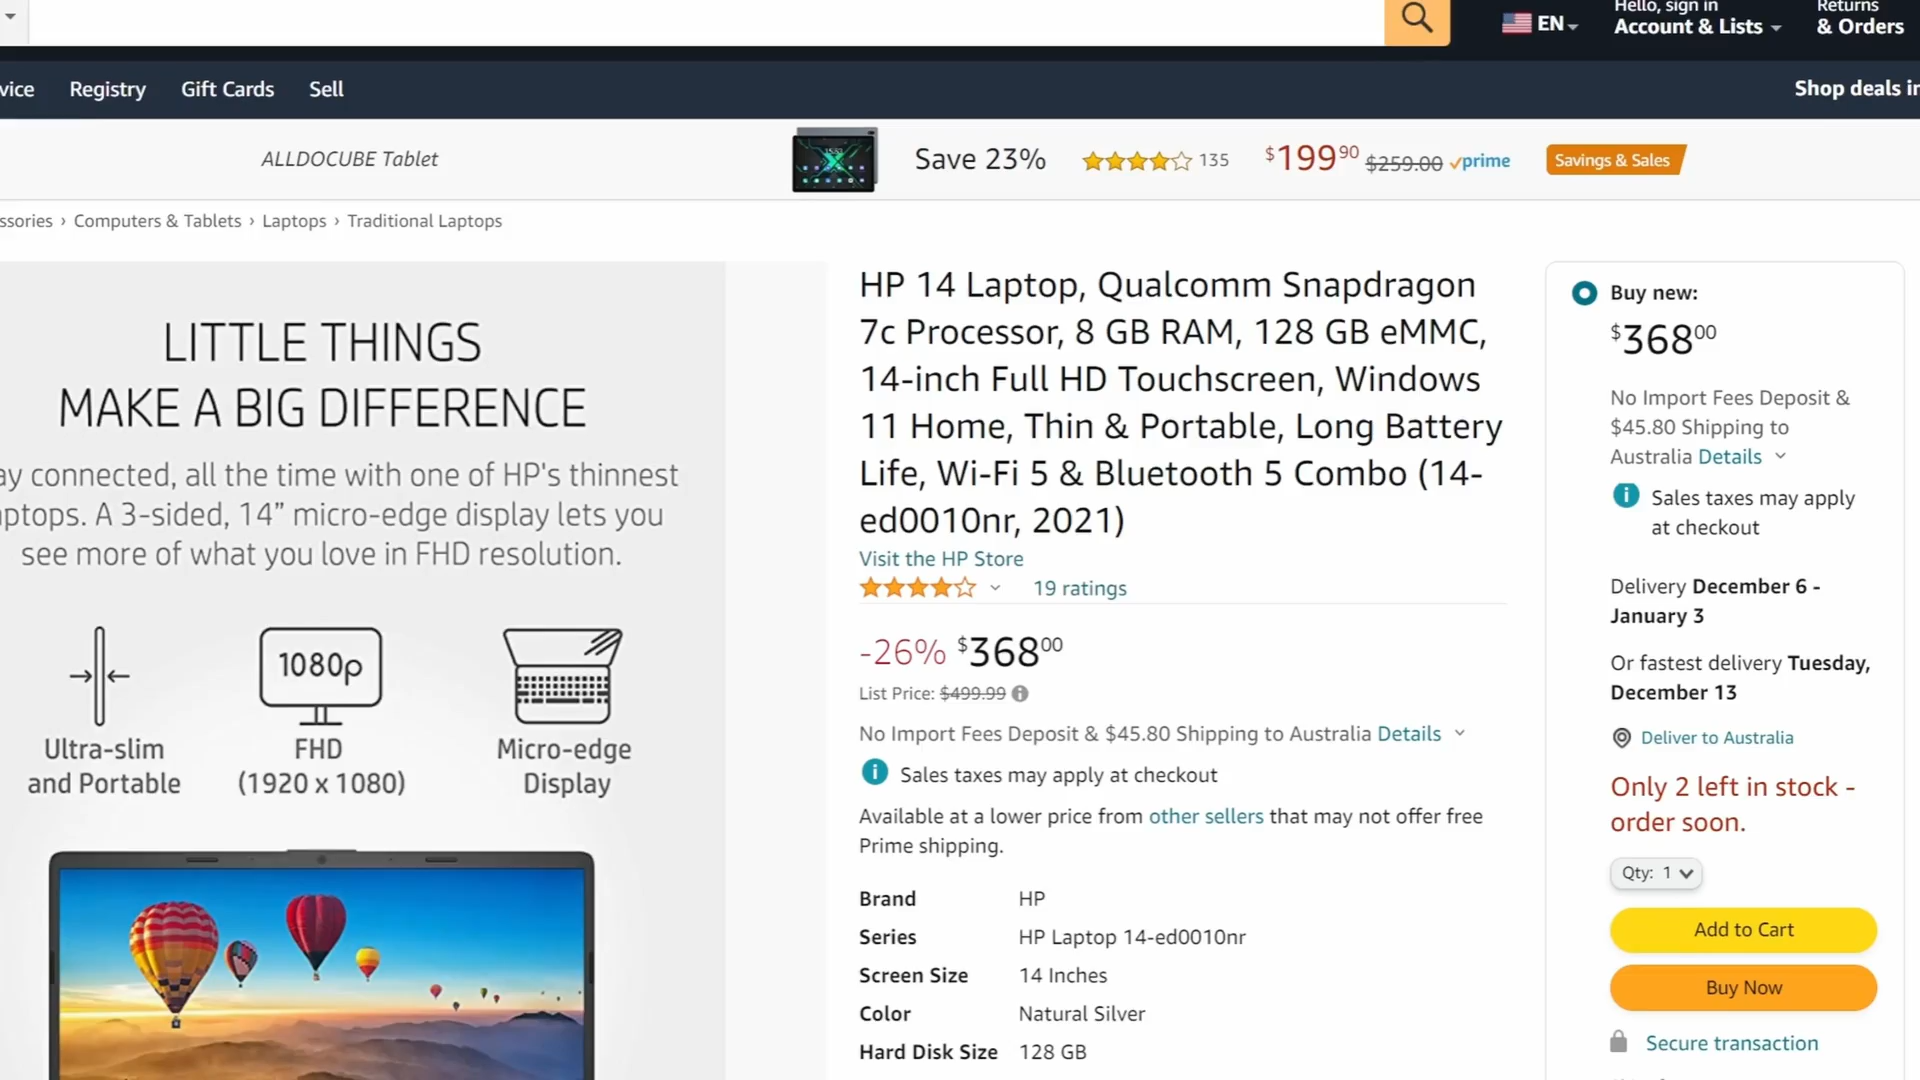 Hello, sign in
Returns
EN
Account & Lists
& Orders
vice
Registry
Gift Cards
Sell
Shop deals in
ALLDOCUBE Tablet
Save 23%
135
$199 90
$259.00
prime
Savings & Sales
ssories › Computers & Tablets › Laptops › Traditional Laptops
LITTLE THINGS
MAKE A BIG DIFFERENCE
ay connected, all the time with one of HP's thinnest
aptops. A 3-sided, 14” micro-edge display lets you
see more of what you love in FHD resolution.
1080p
Ultra-slim
and Portable
FHD
(1920 x 1080)
Micro-edge
Display
HP 14 Laptop, Qualcomm Snapdragon
7c Processor, 8 GB RAM, 128 GB eMMC,
14-inch Full HD Touchscreen, Windows
11 Home, Thin & Portable, Long Battery
Life, Wi-Fi 5 & Bluetooth 5 Combo (14-
ed0010nr, 2021)
Visit the HP Store
19 ratings
-26% $368 00
List Price: $499.99
No Import Fees Deposit & $45.80 Shipping to Australia Details
Sales taxes may apply at checkout
Available at a lower price from other sellers that may not offer free
Prime shipping.
Brand HP
Series HP Laptop 14-ed0010nr
Screen Size 14 Inches
Color Natural Silver
Hard Disk Size 128 GB
Buy new:
$368 00
No Import Fees Deposit &
$45.80 Shipping to
Australia Details
Sales taxes may apply
at checkout
Delivery December 6 -
January 3
Or fastest delivery Tuesday,
December 13
Deliver to Australia
Only 2 left in stock -
order soon.
Qty: 1
Add to Cart
Buy Now
Secure transaction